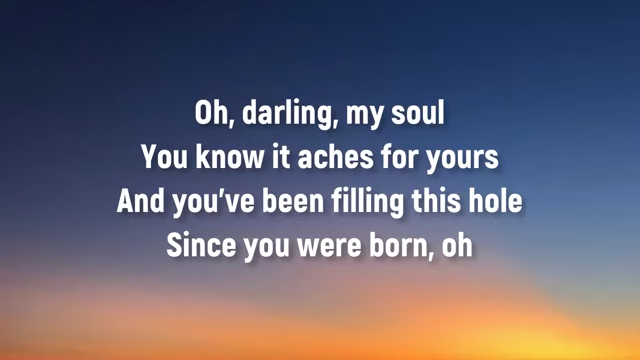 Oh, darling, my soul
You know it aches for yours
And you've been filling this hole
Since you were born, oh